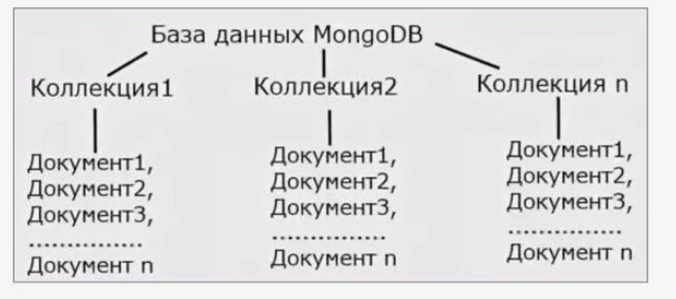 База данных MongoDB
Коллекция1
Коллекция2
Коллекция n
Документ1,
Документ2,
Документ3,
...............
Документ n
Документ1,
Документ2,
Документ3,
...............
Документ n
Документ1,
Документ2,
Документ3,
...............
Документ n